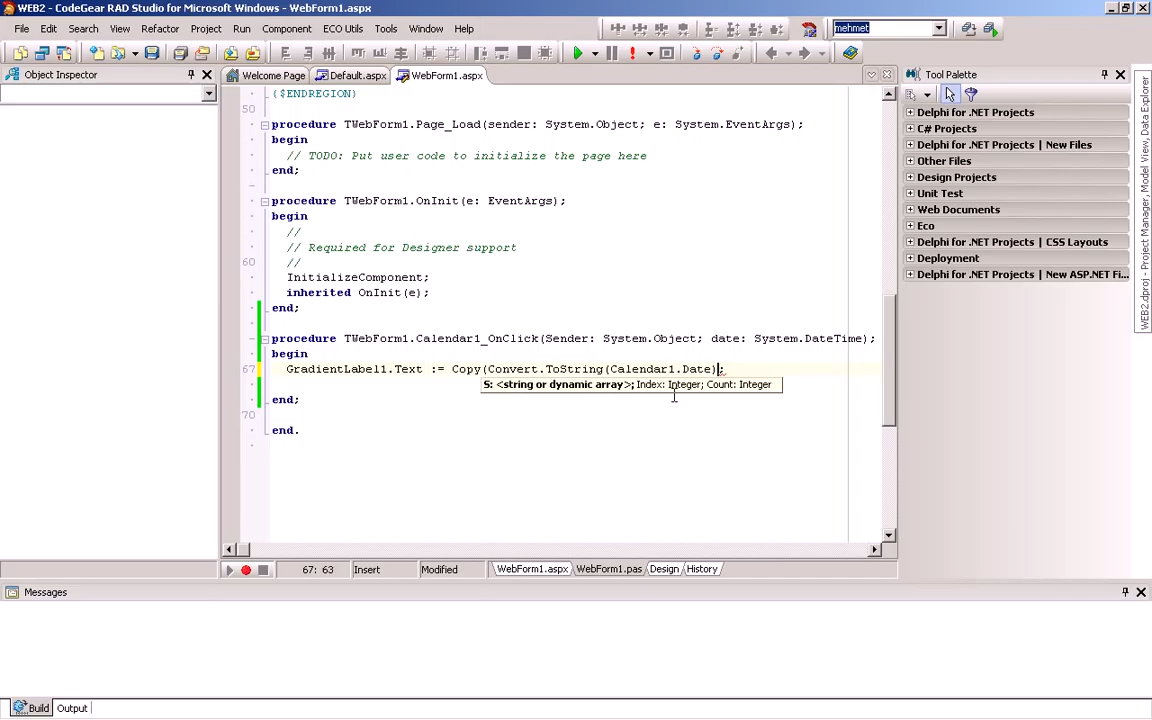 WEB2 - CodeGear RAD Studio for Microsoft Windows - WebForm1.aspx
File Edit Search View Refactor Project Run Component ECO Utils Tools Window Help
mehmet
Object Inspector
Welcome Page Default.aspx WebForm1.aspx
{$ENDREGION}
50
procedure TWebForm1.Page_Load(sender: System.Object; e: System.EventArgs);
begin
// TODO: Put user code to initialize the page here
end;
procedure TWebForm1.OnInit(e: EventArgs);
begin
//
// Required for Designer support
60 //
InitializeComponent;
inherited OnInit(e);
end;
procedure TWebForm1.Calendar1_OnClick(Sender: System.Object; date: System.DateTime);
begin
67 GradientLabel1.Text := Copy(Convert.ToString(Calendar1.Date);
S: <string or dynamic array>; Index: Integer; Count: Integer
end;
70
end.
67: 63 Insert Modified WebForm1.aspx WebForm1.pas Design History
Tool Palette
Delphi for .NET Projects
C# Projects
Delphi for .NET Projects | New Files
Other Files
Design Projects
Unit Test
Web Documents
Eco
Delphi for .NET Projects | CSS Layouts
Deployment
Delphi for .NET Projects | New ASP.NET Fi...
WEB2.dproj - Project Manager, Model View, Data Explorer
Messages
Build Output